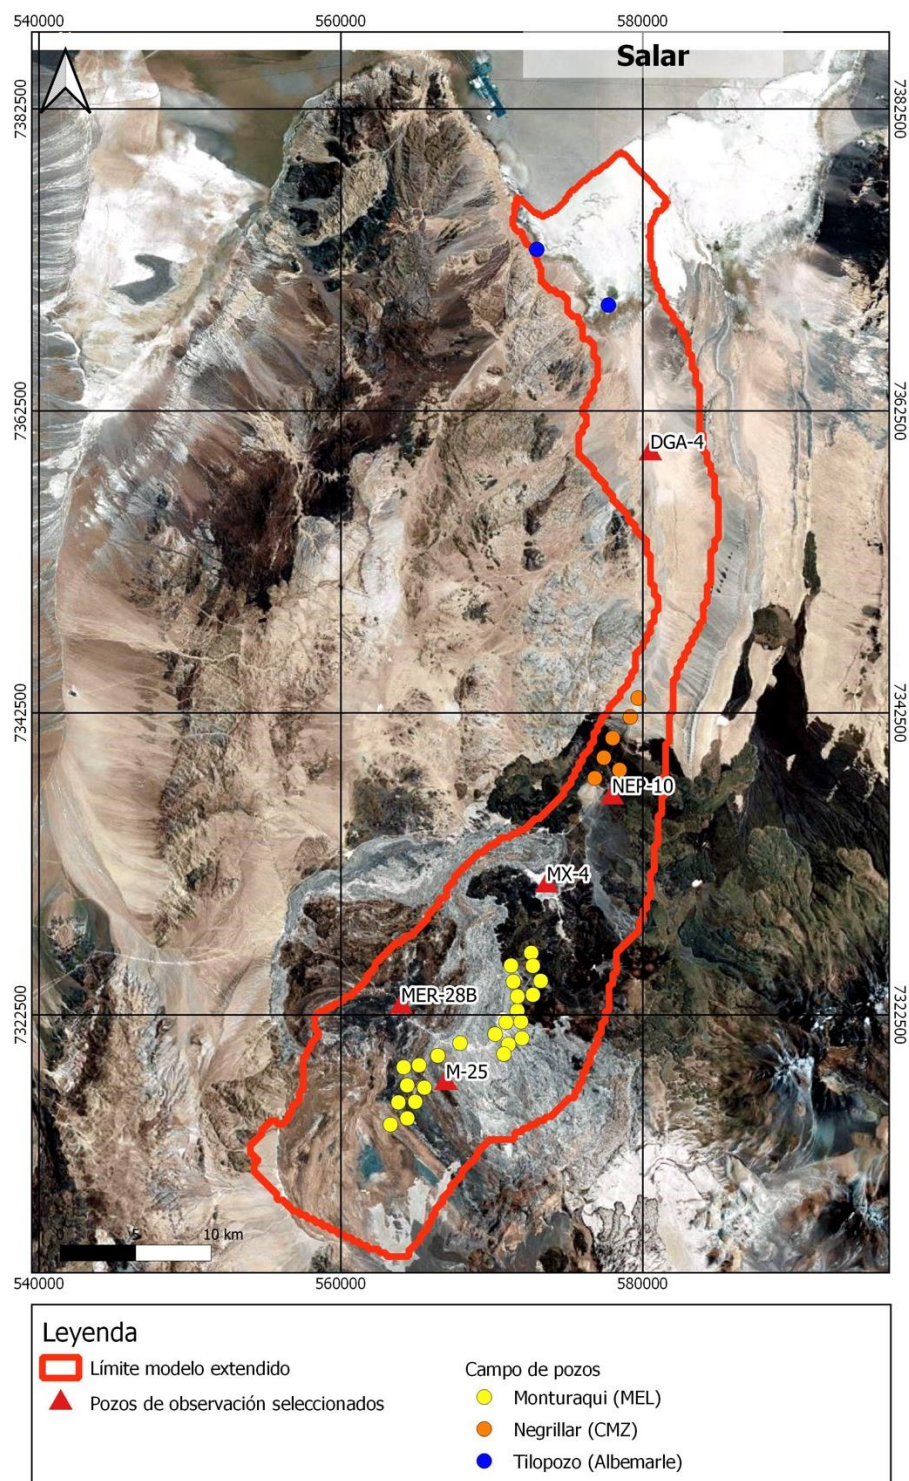 540000 560000 580000
Salar
7382500 7382500
7362500 7362500
DGA-4
7342500 7342500
NEP-10
MX-4
MER-28B
7322500 7322500
M-25
0 5 10 km
540000 560000 580000
Leyenda
Límite modelo extendido
Pozos de observación seleccionados
Campo de pozos
Monturaqui (MEL)
Negrillar (CMZ)
Tilopozo (Albemarle)